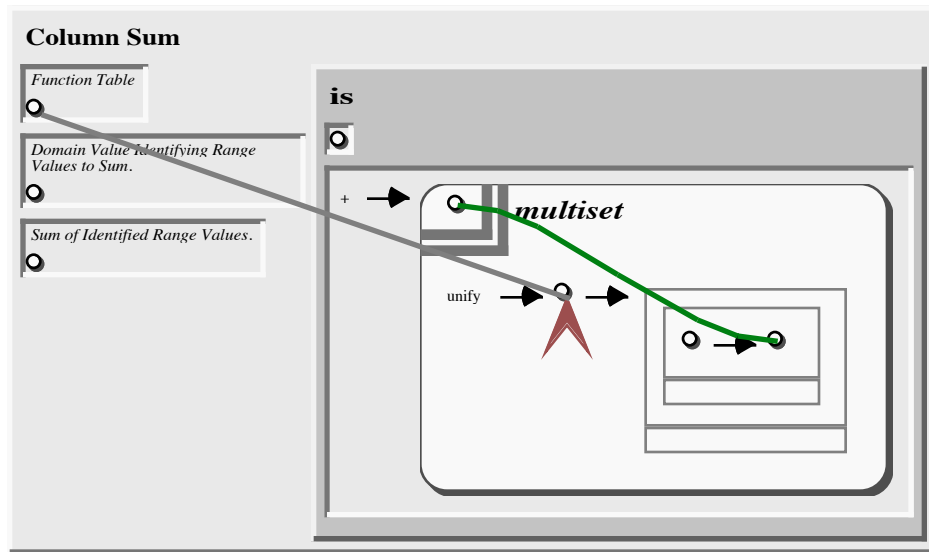 Column Sum
Function Table
is
Domain Value Identifying Range
Values to Sum.
+
multiset
Sum of Identified Range Values.
unify